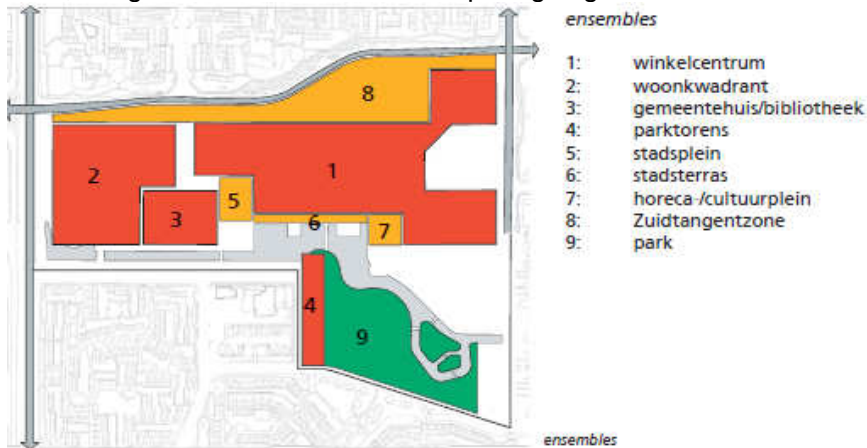 ensembles
1: winkelcentrum
2: woonkwadrant
3: gemeentehuis/bibliotheek
4: parktorens
5: stadsplein
6: stadsterras
7: horeca-/cultuurplein
8: Zuidtangentzone
9: park
8
1
2
5
3
6
7
4
9
ensembles